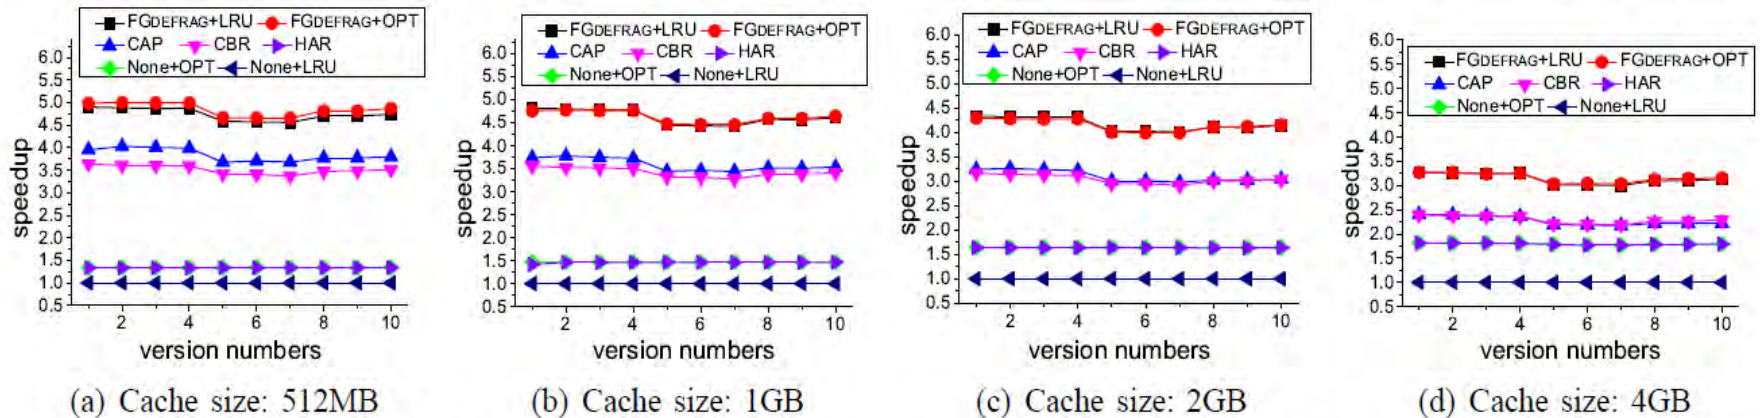 FGDEFRAG+LRU FGDEFRAG+OPT
CAP CBR HAR
None+OPT None+LRU
6.0
5.5
5.0
4.5
4.0
3.5
3.0
2.5
2.0
1.5
1.0
0.5
speedup
2 4 6 8 10
version numbers
(a) Cache size: 512MB
FGDEFRAG+LRU FGDEFRAG+OPT
CAP CBR HAR
None+OPT None+LRU
6.0
5.5
5.0
4.5
4.0
3.5
3.0
2.5
2.0
1.5
1.0
0.5
speedup
2 4 6 8 10
version numbers
(b) Cache size: 1GB
FGDEFRAG+LRU FGDEFRAG+OPT
CAP CBR HAR
None+OPT None+LRU
6.0
5.5
5.0
4.5
4.0
3.5
3.0
2.5
2.0
1.5
1.0
0.5
speedup
2 4 6 8 10
version numbers
(c) Cache size: 2GB
FGDEFRAG+LRU FGDEFRAG+OPT
CAP CBR HAR
None+OPT None+LRU
6.0
5.5
5.0
4.5
4.0
3.5
3.0
2.5
2.0
1.5
1.0
0.5
speedup
2 4 6 8 10
version numbers
(d) Cache size: 4GB